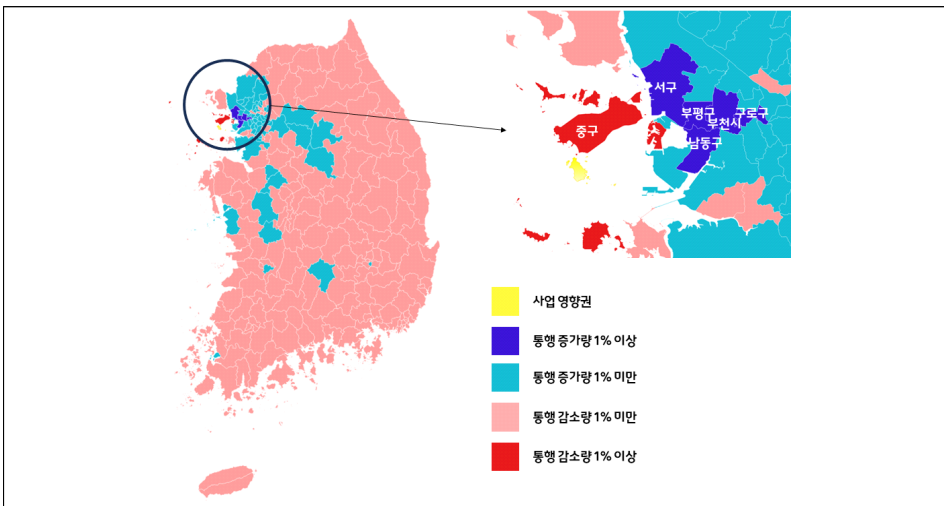 서구
부평구
구로구
부천시
중구
남동구
사업 영향권
통행 증가량 1% 이상
통행 증가량 1% 미만
통행 감소량 1% 미만
통행 감소량 1% 이상